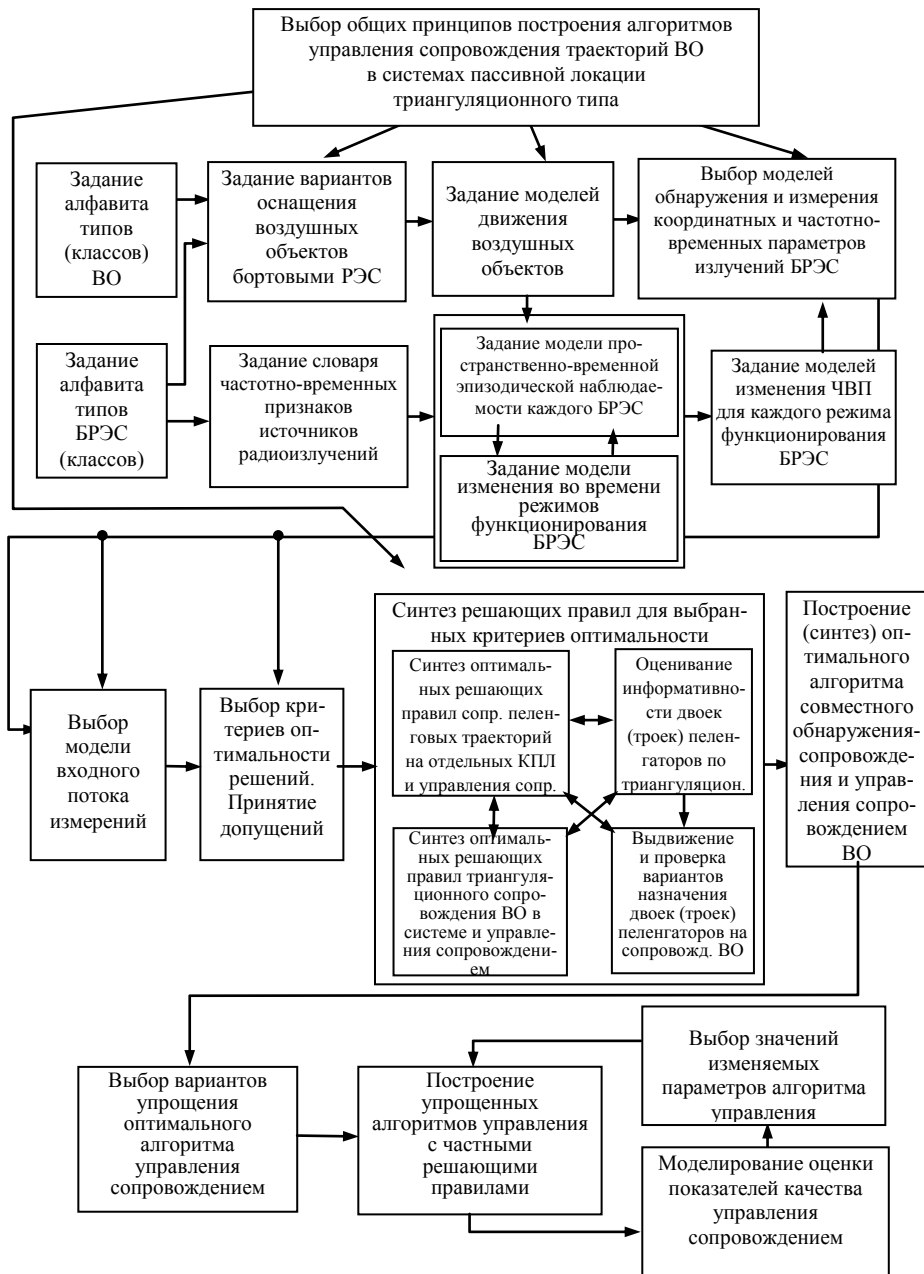 Выбор общих принципов построения алгоритмов
управления сопровождения траекторий ВО
в системах пассивной локации
триангуляционного типа
Задание
алфавита
типов
(классов)
ВО
Задание вариантов
оснащения
воздушных
объектов
бортовыми РЭС
Задание моделей
движения
воздушных
объектов
Выбор моделей
обнаружения и измерения
координатных и частотно-
временных параметров
излучений БРЭС
Задание
алфавита
типов
БРЭС
(классов)
Задание словаря
частотно-временных
признаков
источников
радиоизлучений
Задание модели про-
странственно-временной
эпизодической наблюдае-
мости каждого БРЭС
Задание модели
изменения во времени
режимов
функционирования
БРЭС
Задание моделей
изменения ЧВП
для каждого режима
функционирования
БРЭС
Выбор
модели
входного
потока
измерений
Выбор кри-
териев оп-
тимальности
решений.
Принятие
допущений
Синтез решающих правил для выбран-
ных критериев оптимальности
Синтез оптималь-
ных решающих
правил сопр. пелен-
говых траекторий
на отдельных КПЛ
и управления сопр.
Оценивание
информативно-
сти двоек
(троек) пелен-
гаторов по
триангуляцион.
Синтез оптималь-
ных решающих
правил триангуля-
ционного сопро-
вождения ВО в
системе и управле-
ния сопровождени-
ем
Выдвижение
и проверка
вариантов
назначения
двоек (троек)
пеленгаторов на
сопровожд. ВО
Построение
(синтез) оп-
тимального
алгоритма
совместного
обнаружения-
сопровожде-
ния и управ-
ления сопро-
вождением
ВО
Выбор вариантов
упрощения
оптимального
алгоритма
управления
сопровождением
Построение
упрощенных
алгоритмов управления
с частными
решающими
правилами
Выбор значений
изменяемых
параметров алгоритма
управления
Моделирование оценки
показателей качества
управления
сопровождением